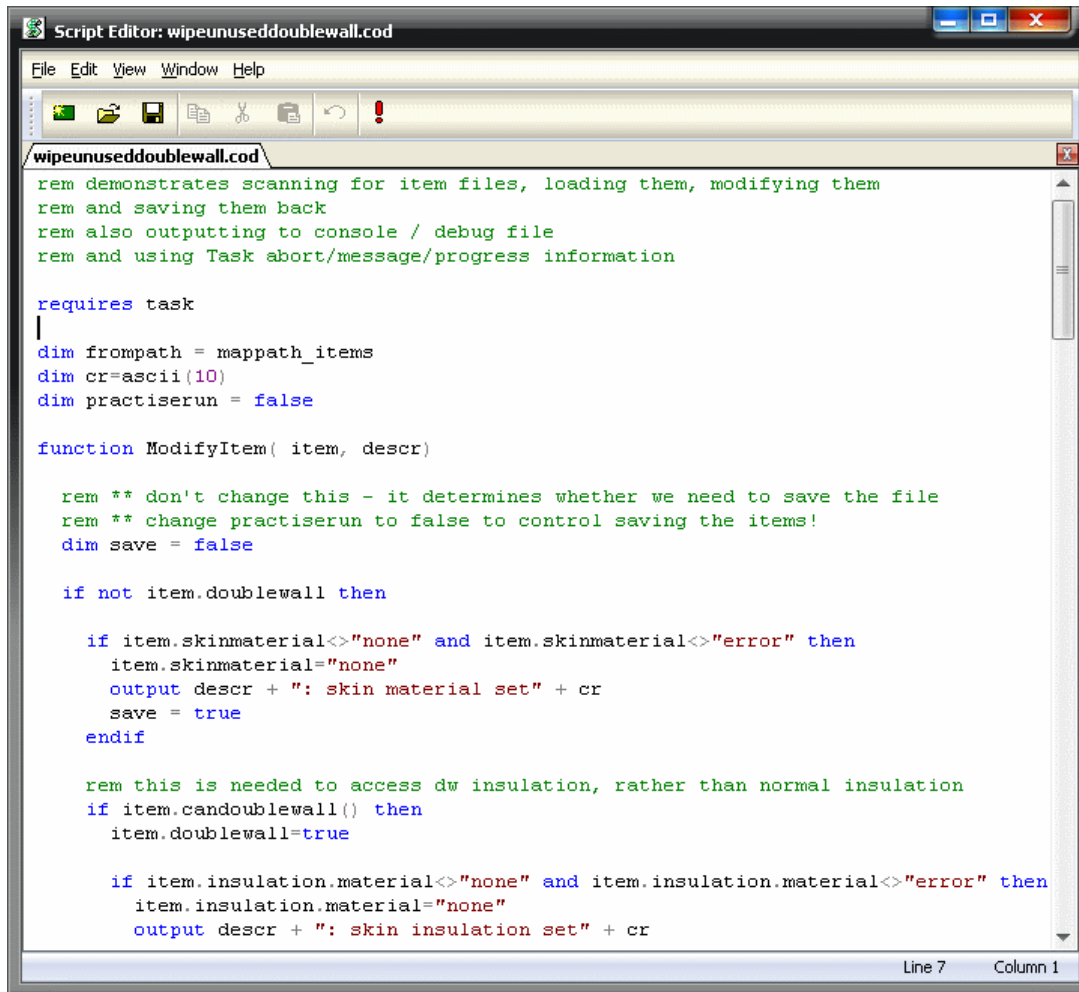 Script Editor: wipeunuseddoublewall.cod
File Edit View Window Help
wipeunuseddoublewall.cod
rem demonstrates scanning for item files, loading them, modifying them
rem and saving them back
rem also outputting to console / debug file
rem and using Task abort/message/progress information
requires task
dim frompath = mappath_items
dim cr=ascii(10)
dim practiserun = false
function ModifyItem( item, descr)
rem ** don't change this - it determines whether we need to save the file
rem ** change practiserun to false to control saving the items!
dim save = false
if not item.doublewall then
if item.skinmaterial<>"none" and item.skinmaterial<>"error" then
item.skinmaterial="none"
output descr + ": skin material set" + cr
save = true
endif
rem this is needed to access dw insulation, rather than normal insulation
if item.candoublewall() then
item.doublewall=true
if item.insulation.material<>"none" and item.insulation.material<>"error" then
item.insulation.material="none"
output descr + ": skin insulation set" + cr
Line 7 Column 1